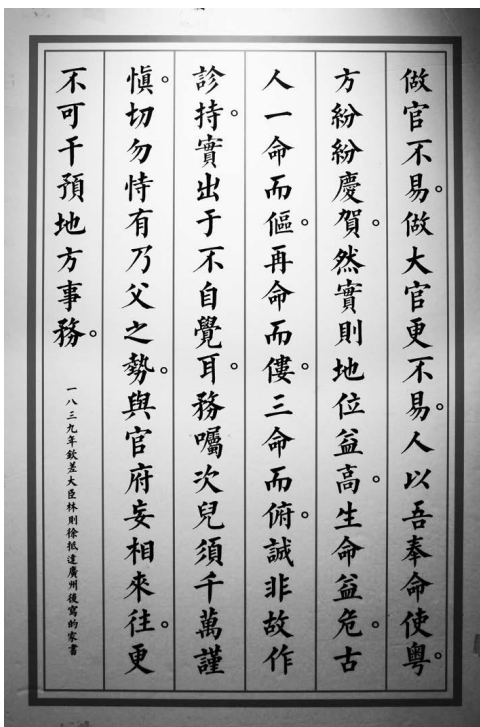 做官不易。做大官更不易。人以吾奉命使粵。
方紛紛慶賀。然實則地位益高。生命益危。古
人一命而傴。再命而僂。三命而俯。誠非故作
診持。實出于不自覺耳。務囑次兒須千萬謹
慎。切勿恃有乃父之勢。與官府妄相來往。更
不可干預地方事務。
一八三九年欽差大臣林則徐抵達廣州後寫的家書